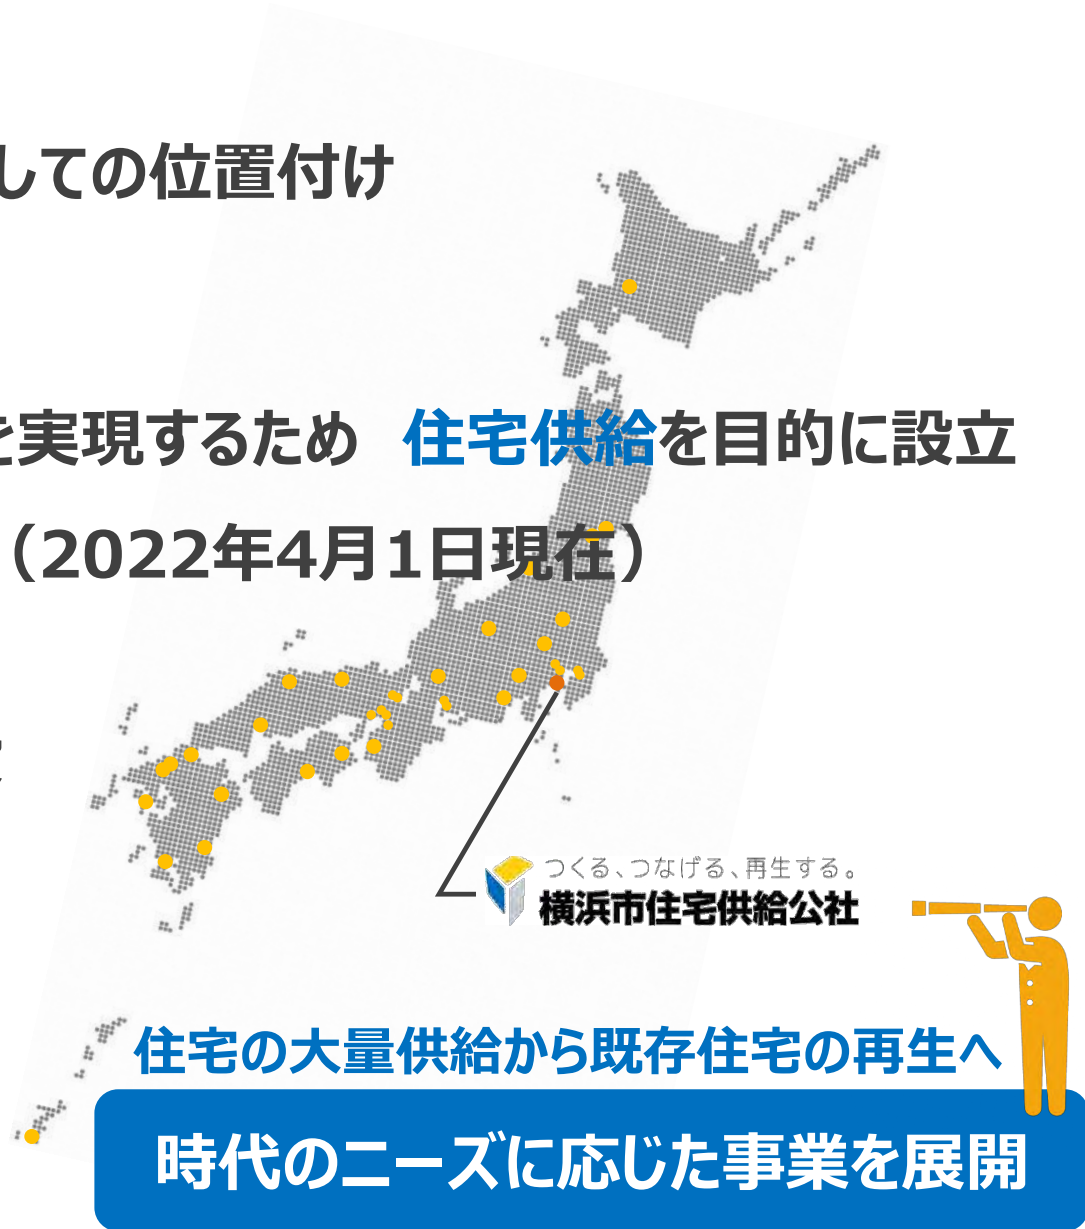 しての位置付け
を実現するため　住宅供給を目的に設立
（2022年4月1日現在）
つくる、つなげる、再生する。
横浜市住宅供給公社
住宅の大量供給から既存住宅の再生へ
時代のニーズに応じた事業を展開